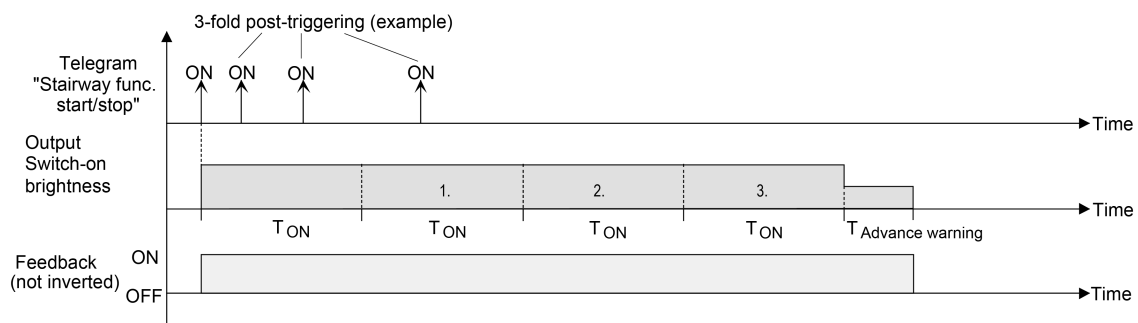 3-fold post-triggering (example)
Telegram
"Stairway func.
start/stop"
ON ON ON ON
Time
Output
Switch-on
brightness
1. 2. 3.
Time
T ON T ON T ON T ON T Advance warning
Feedback
(not inverted)
ON
OFF
Time